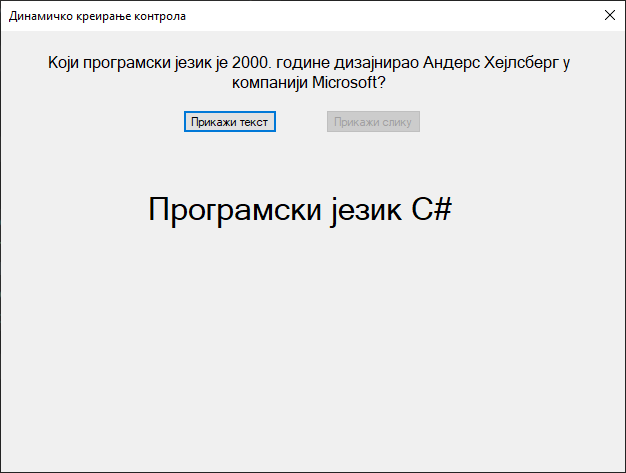 Динамичко креирање контрола
Који програмски језик је 2000. године дизајнирао Андерс Хејлсберг у
компанији Microsoft?
Прикажи текст
Прикажи слику
Програмски језик C#